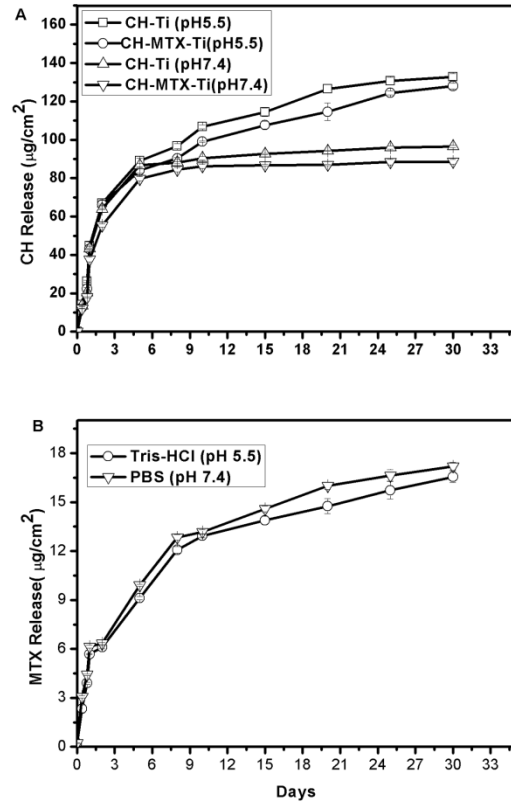 A
CH-Ti (pH5.5)
CH-MTX-Ti(pH5.5)
CH-Ti (pH7.4)
CH-MTX-Ti(pH7.4)
CH Release (µg/cm²)
160
140
120
100
80
60
40
20
0
0 3 6 9 12 15 18 21 24 27 30 33
B
Tris-HCl (pH 5.5)
PBS (pH 7.4)
MTX Release( µg/cm²)
18
15
12
9
6
3
0
0 3 6 9 12 15 18 21 24 27 30 33
Days